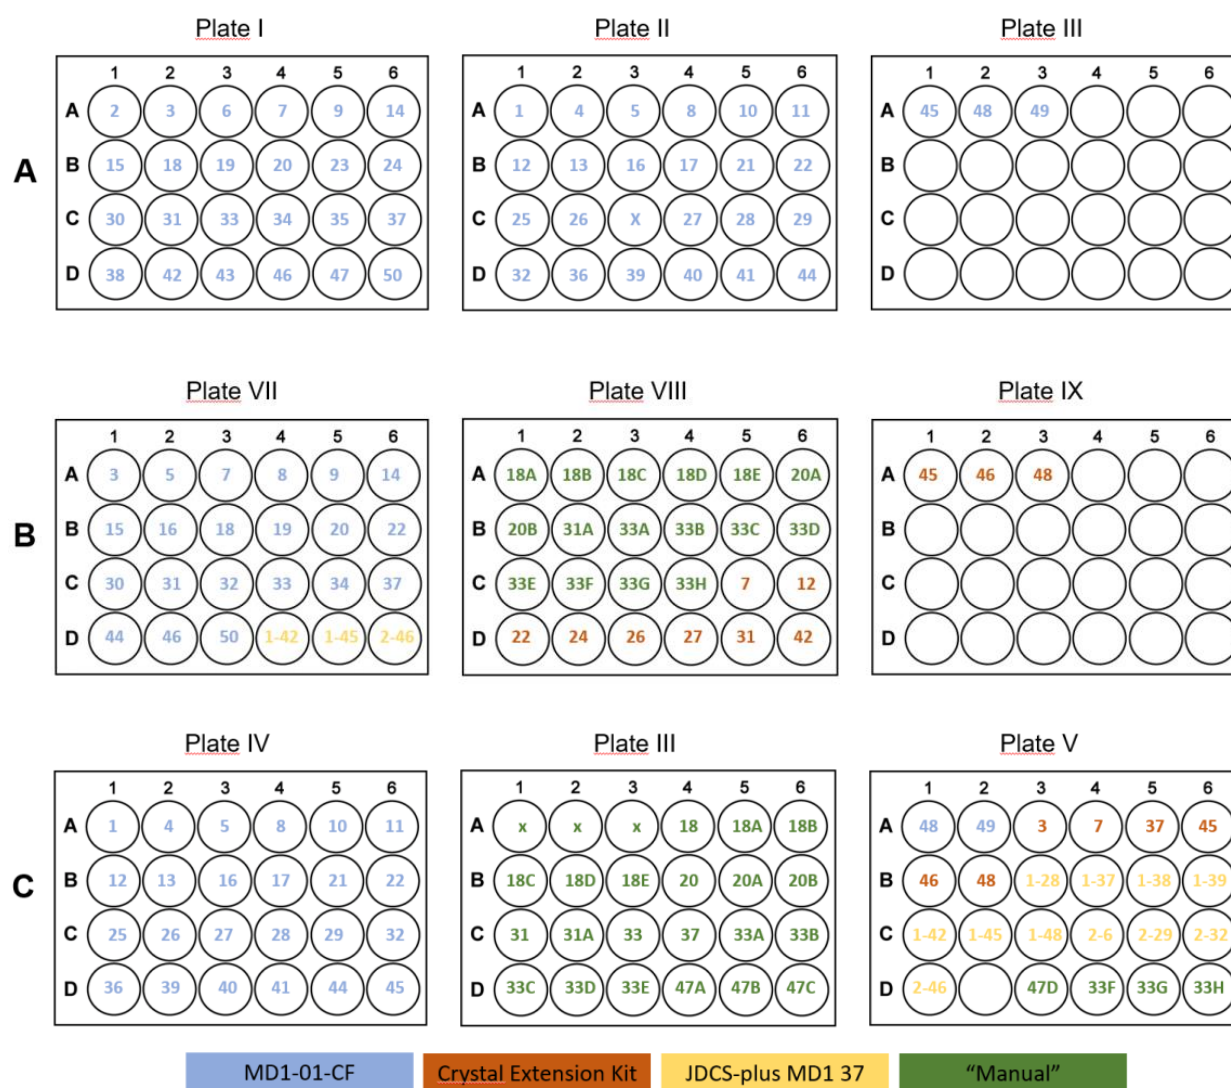 Plate I Plate II Plate III
1 2 3 4 5 6 1 2 3 4 5 6 1 2 3 4 5 6
A 2 3 6 7 9 14 A 1 4 5 8 10 11 A 45 48 49
A B 15 18 19 20 23 24 B 12 13 16 17 21 22 B
C 30 31 33 34 35 37 C 25 26 X 27 28 29 C
D 38 42 43 46 47 50 D 32 36 39 40 41 44 D
Plate VII Plate VIII Plate IX
1 2 3 4 5 6 1 2 3 4 5 6 1 2 3 4 5 6
A 3 5 7 8 9 14 A 18A 18B 18C 18D 18E 20A A 45 46 48
B B 15 16 18 19 20 22 B 20B 31A 33A 33B 33C 33D B
C 30 31 32 33 34 37 C 33E 33F 33G 33H 7 12 C
D 44 46 50 1-42 1-45 2-46 D 22 24 26 27 31 42 D
Plate IV Plate III Plate V
1 2 3 4 5 6 1 2 3 4 5 6 1 2 3 4 5 6
A 1 4 5 8 10 11 A x x x 18 18A 18B A 48 49 3 7 37 45
C B 12 13 16 17 21 22 B 18C 18D 18E 20 20A 20B B 46 48 1-28 1-37 1-38 1-39
C 25 26 27 28 29 32 C 31 31A 33 37 33A 33B C 1-42 1-45 1-48 2-6 2-29 2-32
D 36 39 40 41 44 45 D 33C 33D 33E 47A 47B 47C D 2-46 47D 33F 33G 33H
MD1-01-CF Crystal Extension Kit JDCS-plus MD1 37 “Manual”